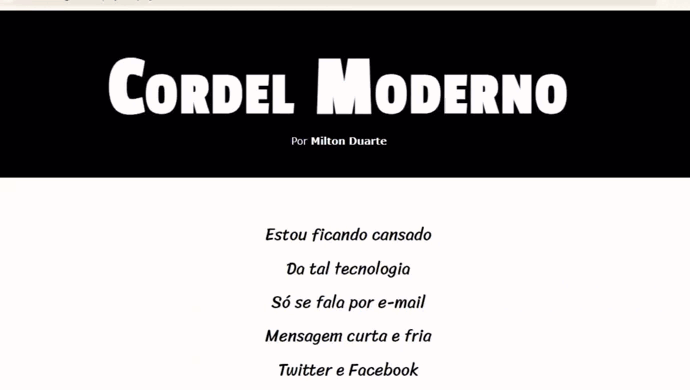 Cordel Moderno
Por Milton Duarte
Estou ficando cansado
Da tal tecnologia
Só se fala por e-mail
Mensagem curta e fria
Twitter e Facebook